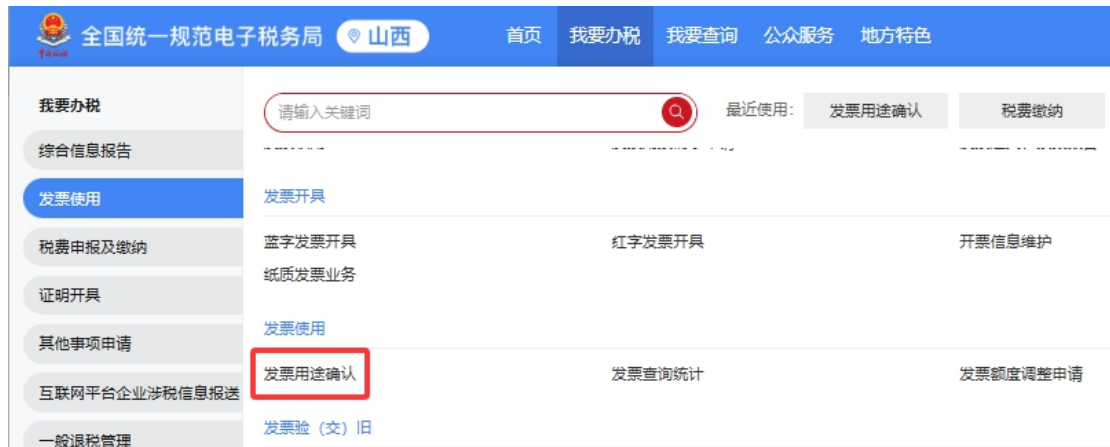 全国统一规范电子税务局 山西 首页 我要办税 我要查询 公众服务 地方特色
我要办税
请输入关键词 最近使用: 发票用途确认 税费缴纳
综合信息报告
发票使用
发票开具
税费申报及缴纳
蓝字发票开具 红字发票开具 开票信息维护
纸质发票业务
证明开具
发票使用
其他事项申请
发票用途确认 发票查询统计 发票额度调整申请
互联网平台企业涉税信息报送
发票验（交）旧
一般退税管理